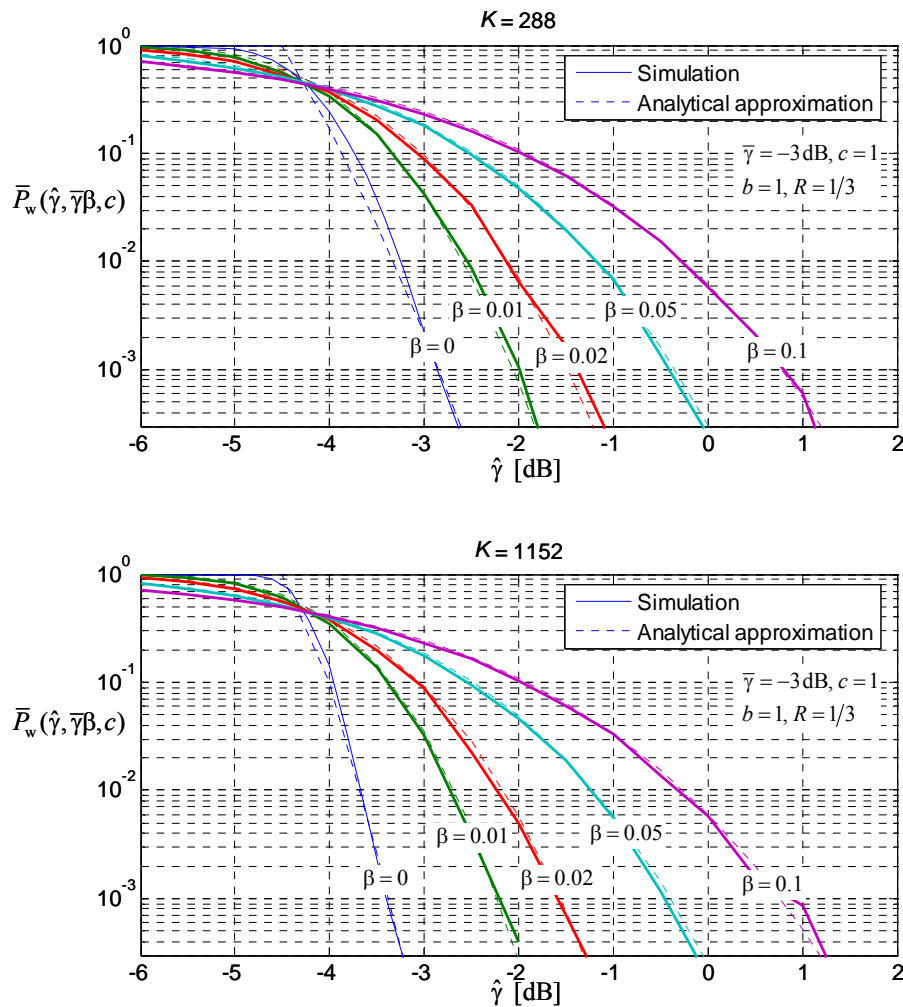 K = 288
10^0
10^-1
10^-2
10^-3
P̄_w(γ̂, γ̄β, c)
Simulation
Analytical approximation
γ̄ = −3 dB, c = 1
b = 1, R = 1/3
β = 0
β = 0.01
β = 0.02
β = 0.05
β = 0.1
-6 -5 -4 -3 -2 -1 0 1 2
γ̂ [dB]
K = 1152
10^0
10^-1
10^-2
10^-3
P̄_w(γ̂, γ̄β, c)
Simulation
Analytical approximation
γ̄ = −3 dB, c = 1
b = 1, R = 1/3
β = 0
β = 0.01
β = 0.02
β = 0.05
β = 0.1
-6 -5 -4 -3 -2 -1 0 1 2
γ̂ [dB]